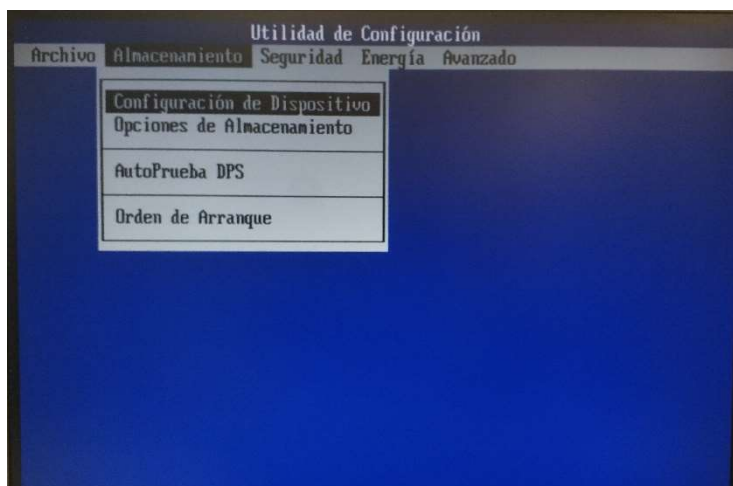 Utilidad de Configuración
Archivo Almacenamiento Seguridad Energía Avanzado
Configuración de Dispositivo
Opciones de Almacenamiento
AutoPrueba DPS
Orden de Arranque